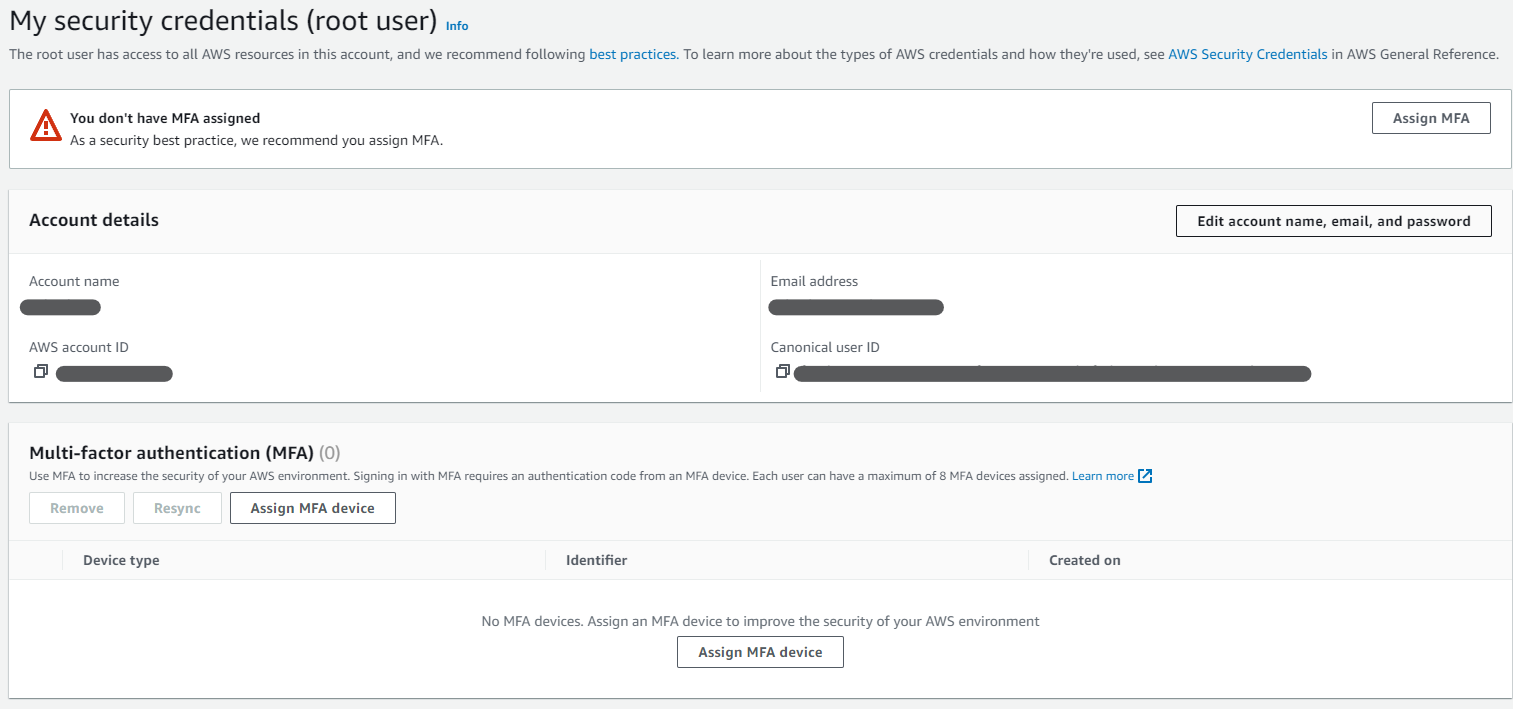 My security credentials (root user) Info
The root user has access to all AWS resources in this account, and we recommend following best practices. To learn more about the types of AWS credentials and how they're used, see AWS Security Credentials in AWS General Reference.
You don't have MFA assigned
As a security best practice, we recommend you assign MFA.
Assign MFA
Account details
Edit account name, email, and password
Account name
Email address
AWS account ID
Canonical user ID
Multi-factor authentication (MFA) (0)
Use MFA to increase the security of your AWS environment. Signing in with MFA requires an authentication code from an MFA device. Each user can have a maximum of 8 MFA devices assigned. Learn more
Remove
Resync
Assign MFA device
Device type
Identifier
Created on
No MFA devices. Assign an MFA device to improve the security of your AWS environment
Assign MFA device